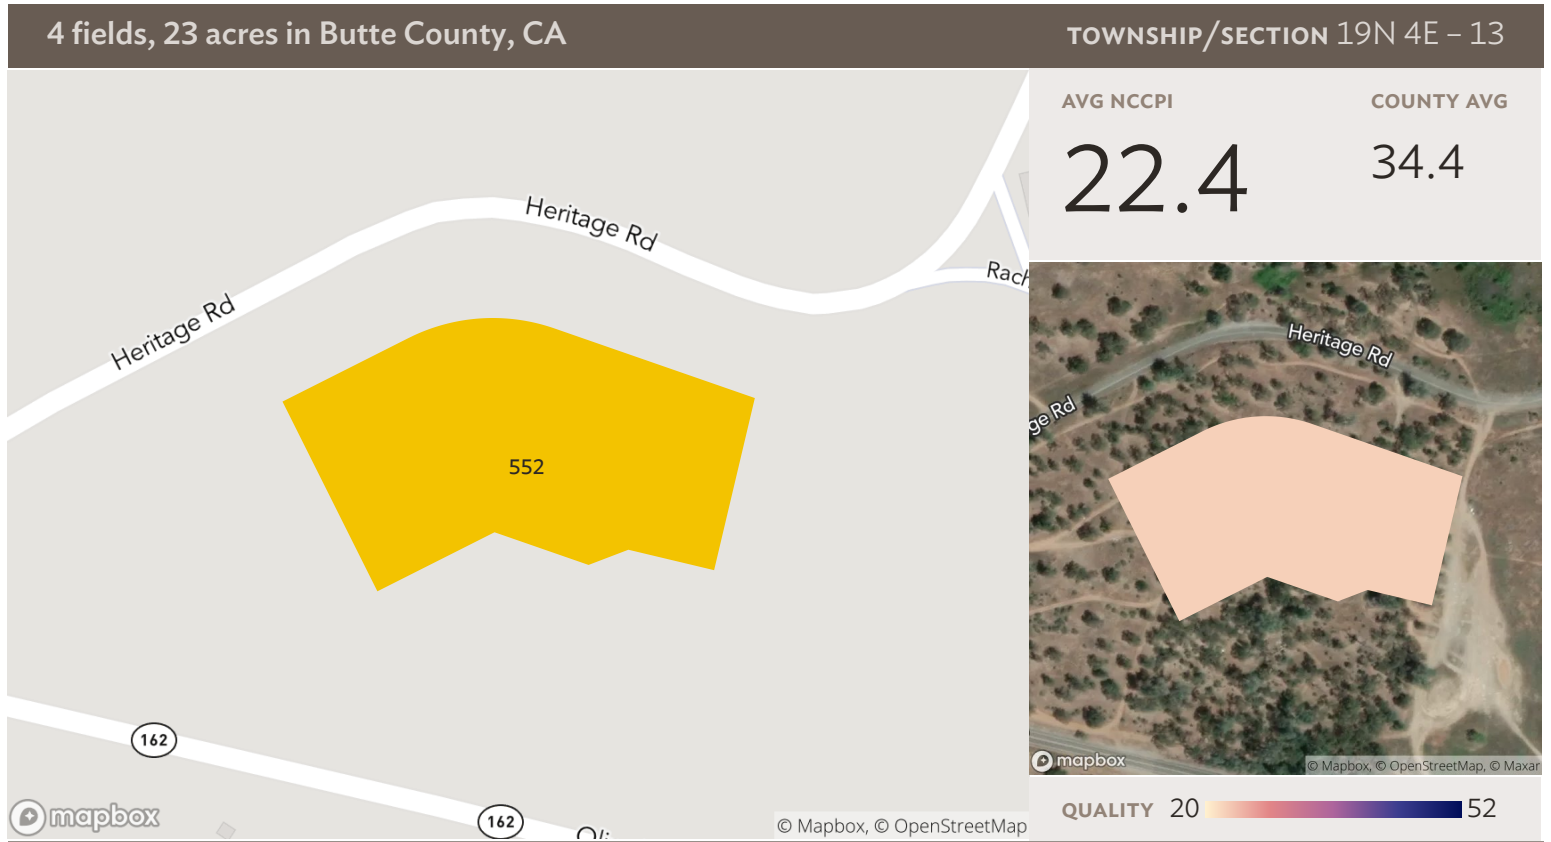 4 fields, 23 acres in Butte County, CA
TOWNSHIP/SECTION 19N 4E – 13
AVG NCCPI
COUNTY AVG
22.4
34.4
Heritage Rd
Heritage Rd
Rach
552
162
162
Oli
mapbox
© Mapbox, © OpenStreetMap
Heritage Rd
ge Rd
mapbox
© Mapbox, © OpenStreetMap, © Maxar
QUALITY 20 52